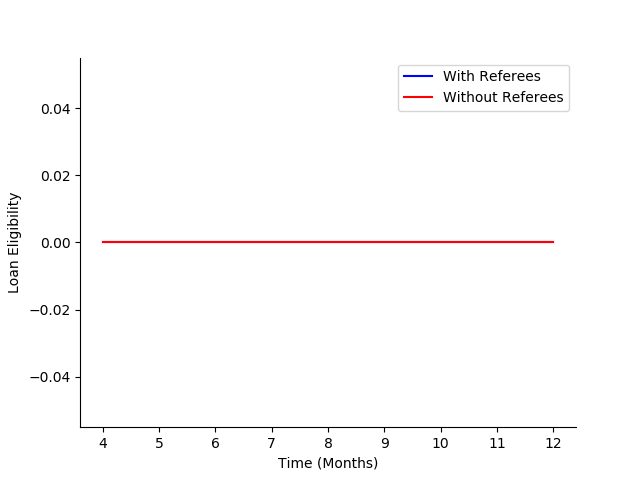 With Referees
Without Referees
0.04
0.02
0.00
−0.02
−0.04
Loan Eligibility
4 5 6 7 8 9 10 11 12
Time (Months)